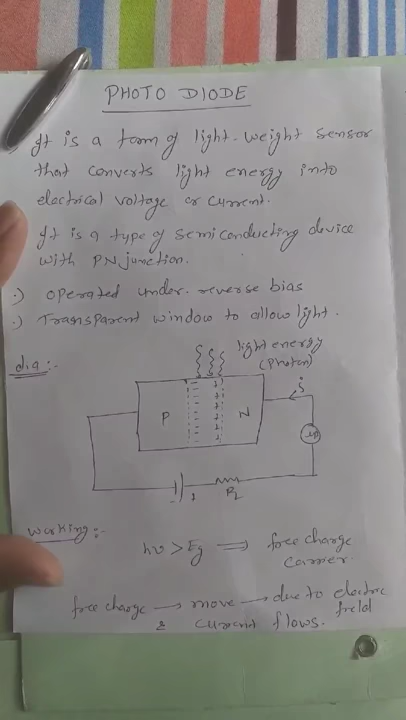 PHOTO DIODE
It is a form of light-weight sensor
that converts light energy into
electrical voltage or current.
It is a type of semiconducting device
with PN junction.
:) operated under reverse bias
:) Transparent window to allow light.
dia:-
light energy
(Photon)
P
N
i
μA
RL
Working:-
hν > Eg ⟹ free charge
carrier
free charge → move → due to electric
field
& current flows.